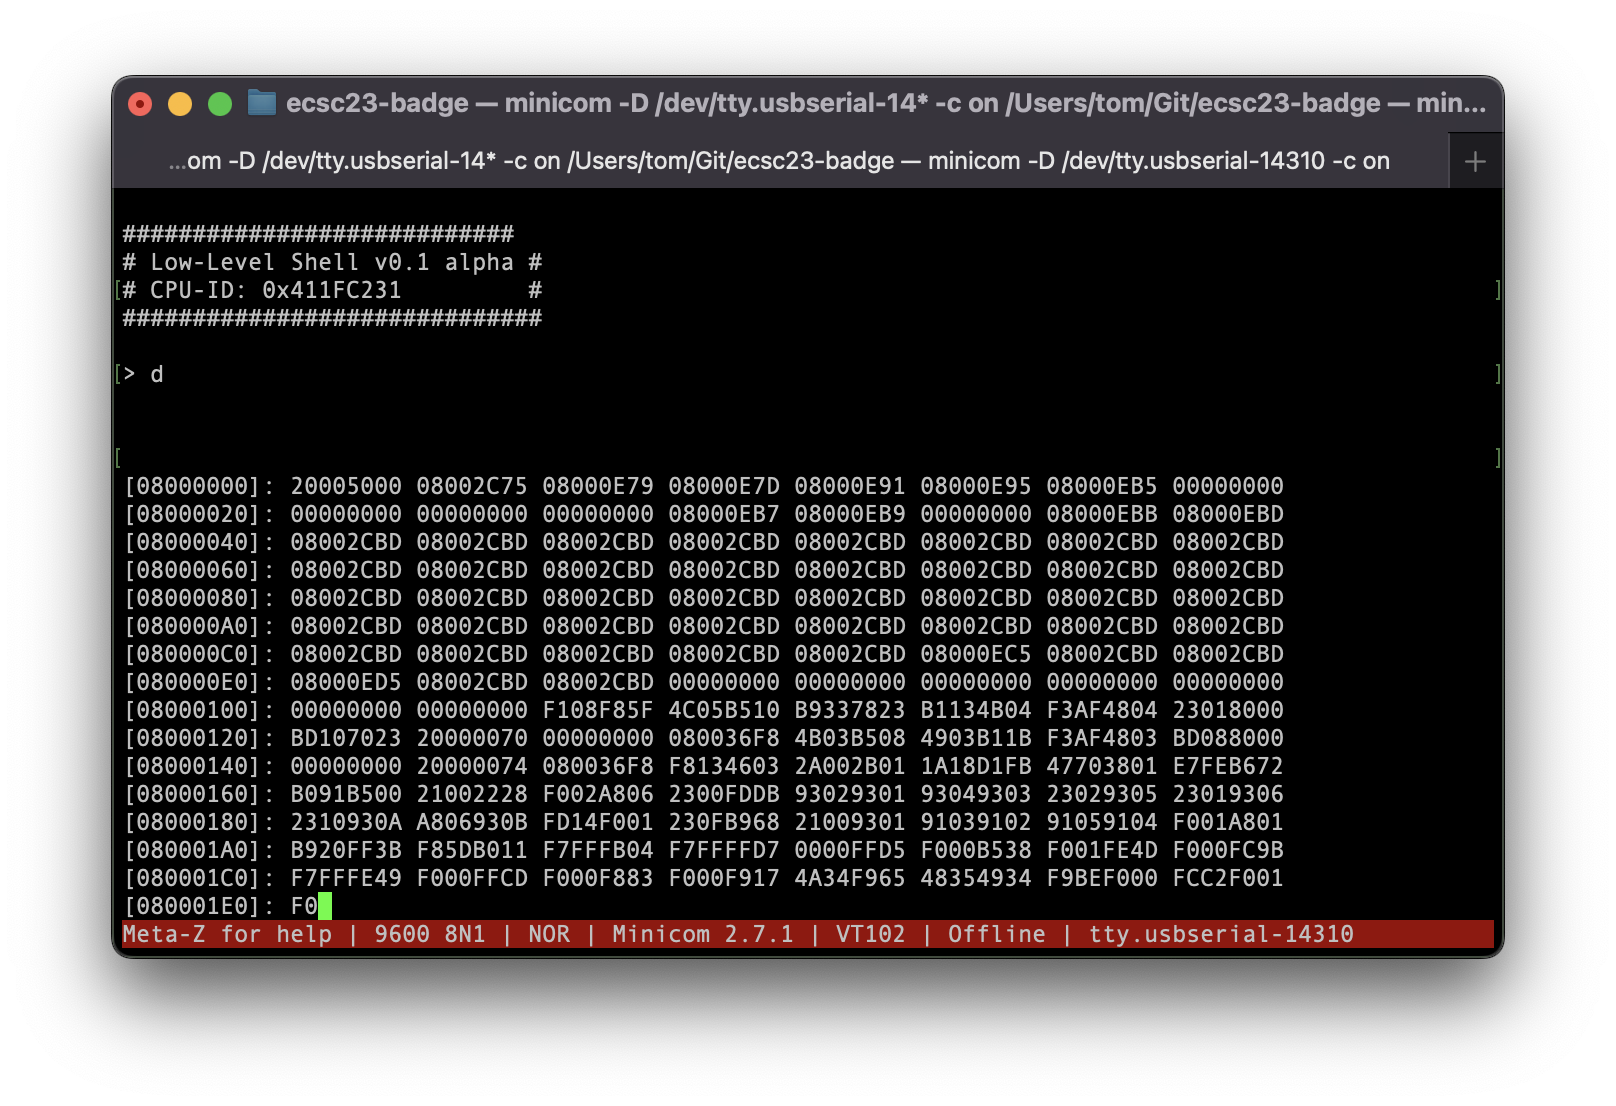 ecsc23-badge — minicom -D /dev/tty.usbserial-14* -c on /Users/tom/Git/ecsc23-badge — min...
...om -D /dev/tty.usbserial-14* -c on /Users/tom/Git/ecsc23-badge — minicom -D /dev/tty.usbserial-14310 -c on
+
############################
# Low-Level Shell v0.1 alpha #
[# CPU-ID: 0x411FC231         # ]
##############################
[> d ]
[ ]
[08000000]: 20005000 08002C75 08000E79 08000E7D 08000E91 08000E95 08000EB5 00000000
[08000020]: 00000000 00000000 00000000 08000EB7 08000EB9 00000000 08000EBB 08000EBD
[08000040]: 08002CBD 08002CBD 08002CBD 08002CBD 08002CBD 08002CBD 08002CBD 08002CBD
[08000060]: 08002CBD 08002CBD 08002CBD 08002CBD 08002CBD 08002CBD 08002CBD 08002CBD
[08000080]: 08002CBD 08002CBD 08002CBD 08002CBD 08002CBD 08002CBD 08002CBD 08002CBD
[080000A0]: 08002CBD 08002CBD 08002CBD 08002CBD 08002CBD 08002CBD 08002CBD 08002CBD
[080000C0]: 08002CBD 08002CBD 08002CBD 08002CBD 08002CBD 08000EC5 08002CBD 08002CBD
[080000E0]: 08000ED5 08002CBD 08002CBD 00000000 00000000 00000000 00000000 00000000
[08000100]: 00000000 00000000 F108F85F 4C05B510 B9337823 B1134B04 F3AF4804 23018000
[08000120]: BD107023 20000070 00000000 080036F8 4B03B508 4903B11B F3AF4803 BD088000
[08000140]: 00000000 20000074 080036F8 F8134603 2A002B01 1A18D1FB 47703801 E7FEB672
[08000160]: B091B500 21002228 F002A806 2300FDDB 93029301 93049303 23029305 23019306
[08000180]: 2310930A A806930B FD14F001 230FB968 21009301 91039102 91059104 F001A801
[080001A0]: B920FF3B F85DB011 F7FFFB04 F7FFFFD7 0000FFD5 F000B538 F001FE4D F000FC9B
[080001C0]: F7FFFE49 F000FFCD F000F883 F000F917 4A34F965 48354934 F9BEF000 FCC2F001
[080001E0]: F0
Meta-Z for help | 9600 8N1 | NOR | Minicom 2.7.1 | VT102 | Offline | tty.usbserial-14310